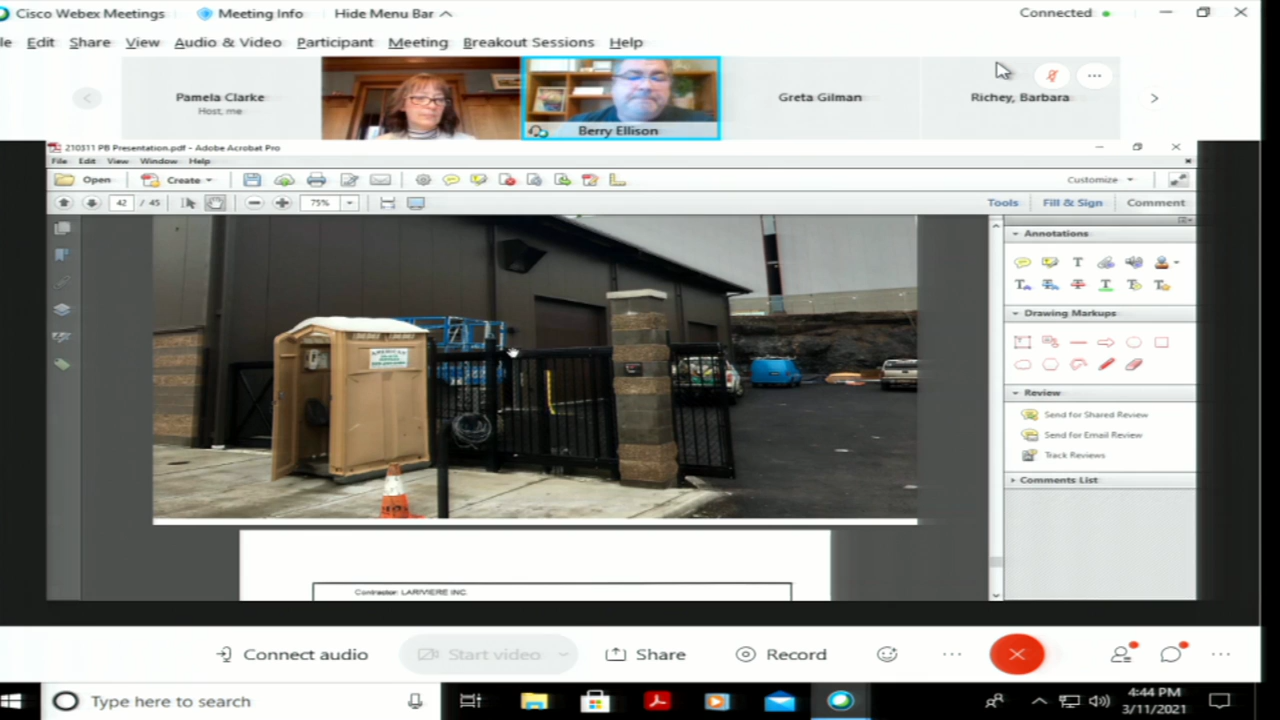 Cisco Webex Meetings Meeting Info Hide Menu Bar Connected
le Edit Share View Audio & Video Participant Meeting Breakout Sessions Help
Pamela Clarke
Host, me
Berry Ellison
Greta Gilman
Richey, Barbara
210311 PB Presentation.pdf - Adobe Acrobat Pro
File Edit View Window Help
Open Create Customize
42 / 45 75% Tools Fill & Sign Comment
Annotations
Drawing Markups
Review
Send for Shared Review
Send for Email Review
Track Reviews
Comments List
Contractor: LARIVIERE INC.
Connect audio Start video Share Record
Type here to search
4:44 PM
3/11/2021